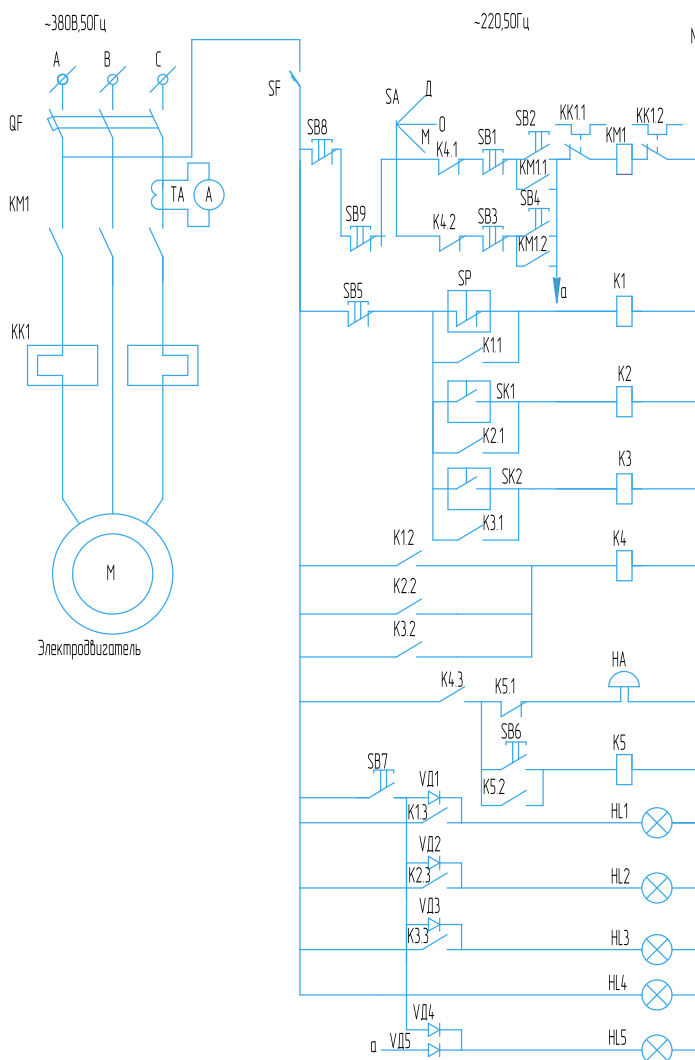 ~380В,50Гц
~220,50Гц
N
A
B
C
QF
SF
SA
Д
О
М
SB8
SB9
K4.1
SB1
SB2
KK1.1
KM1
KK1.2
KM1.1
SB4
K4.2
SB3
KM1.2
a
KM1
TA
A
KK1
SB5
SP
K1
K1.1
SK1
K2
K2.1
SK2
K3
K3.1
K1.2
K4
K2.2
K3.2
M
Электродвигатель
K4.3
K5.1
HA
SB6
K5
K5.2
SB7
VД1
K1.3
HL1
VД2
K2.3
HL2
VД3
K3.3
HL3
HL4
VД4
a
VД5
HL5